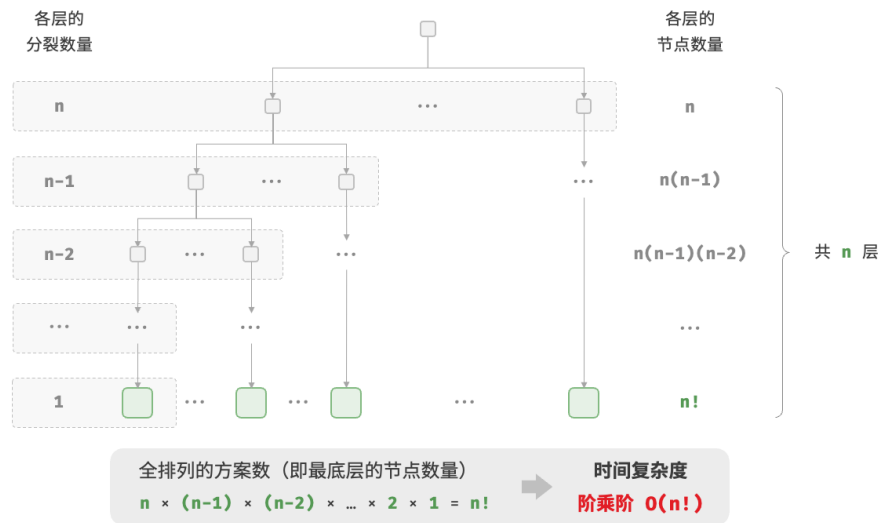 各层的
分裂数量
各层的
节点数量
n
...
n
n-1
...
...
n(n-1)
n-2
...
...
n(n-1)(n-2)
共 n 层
...
...
...
...
1
...
...
...
n!
全排列的方案数（即最底层的节点数量）
n × (n-1) × (n-2) × … × 2 × 1 = n!
时间复杂度
阶乘阶 O(n!)